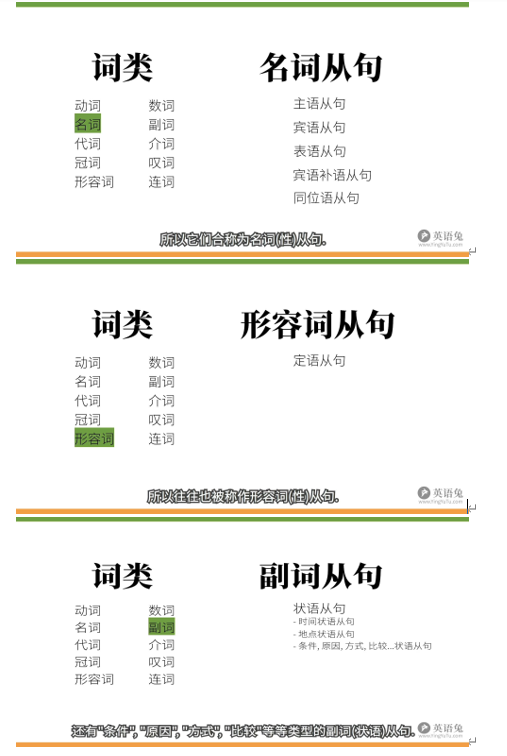 词类 名词从句
动词 数词 主语从句
名词 副词 宾语从句
代词 介词 表语从句
冠词 叹词 宾语补语从句
形容词 连词 同位语从句
所以它们合称为名词(性)从句.
英语兔
www.yingyutu.com
词类 形容词从句
动词 数词 定语从句
名词 副词
代词 介词
冠词 叹词
形容词 连词
所以往往也被称作形容词(性)从句.
英语兔
www.yingyutu.com
词类 副词从句
动词 数词 状语从句
名词 副词 - 时间状语从句
代词 介词 - 地点状语从句
冠词 叹词 - 条件, 原因, 方式, 比较...状语从句
形容词 连词
还有"条件", "原因", "方式", "比较"等等类型的副词(状语)从句.
英语兔
www.yingyutu.com